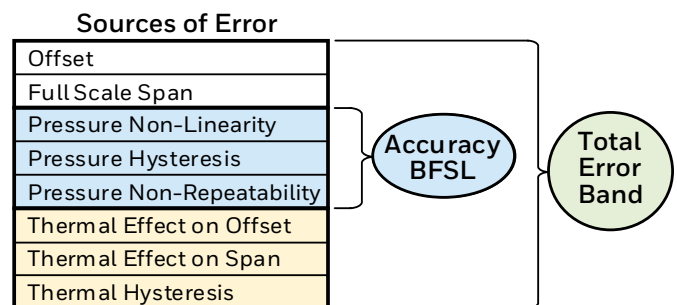 Sources of Error
Offset
Full Scale Span
Pressure Non-Linearity
Pressure Hysteresis
Pressure Non-Repeatability
Thermal Effect on Offset
Thermal Effect on Span
Thermal Hysteresis
Accuracy
BFSL
Total
Error
Band